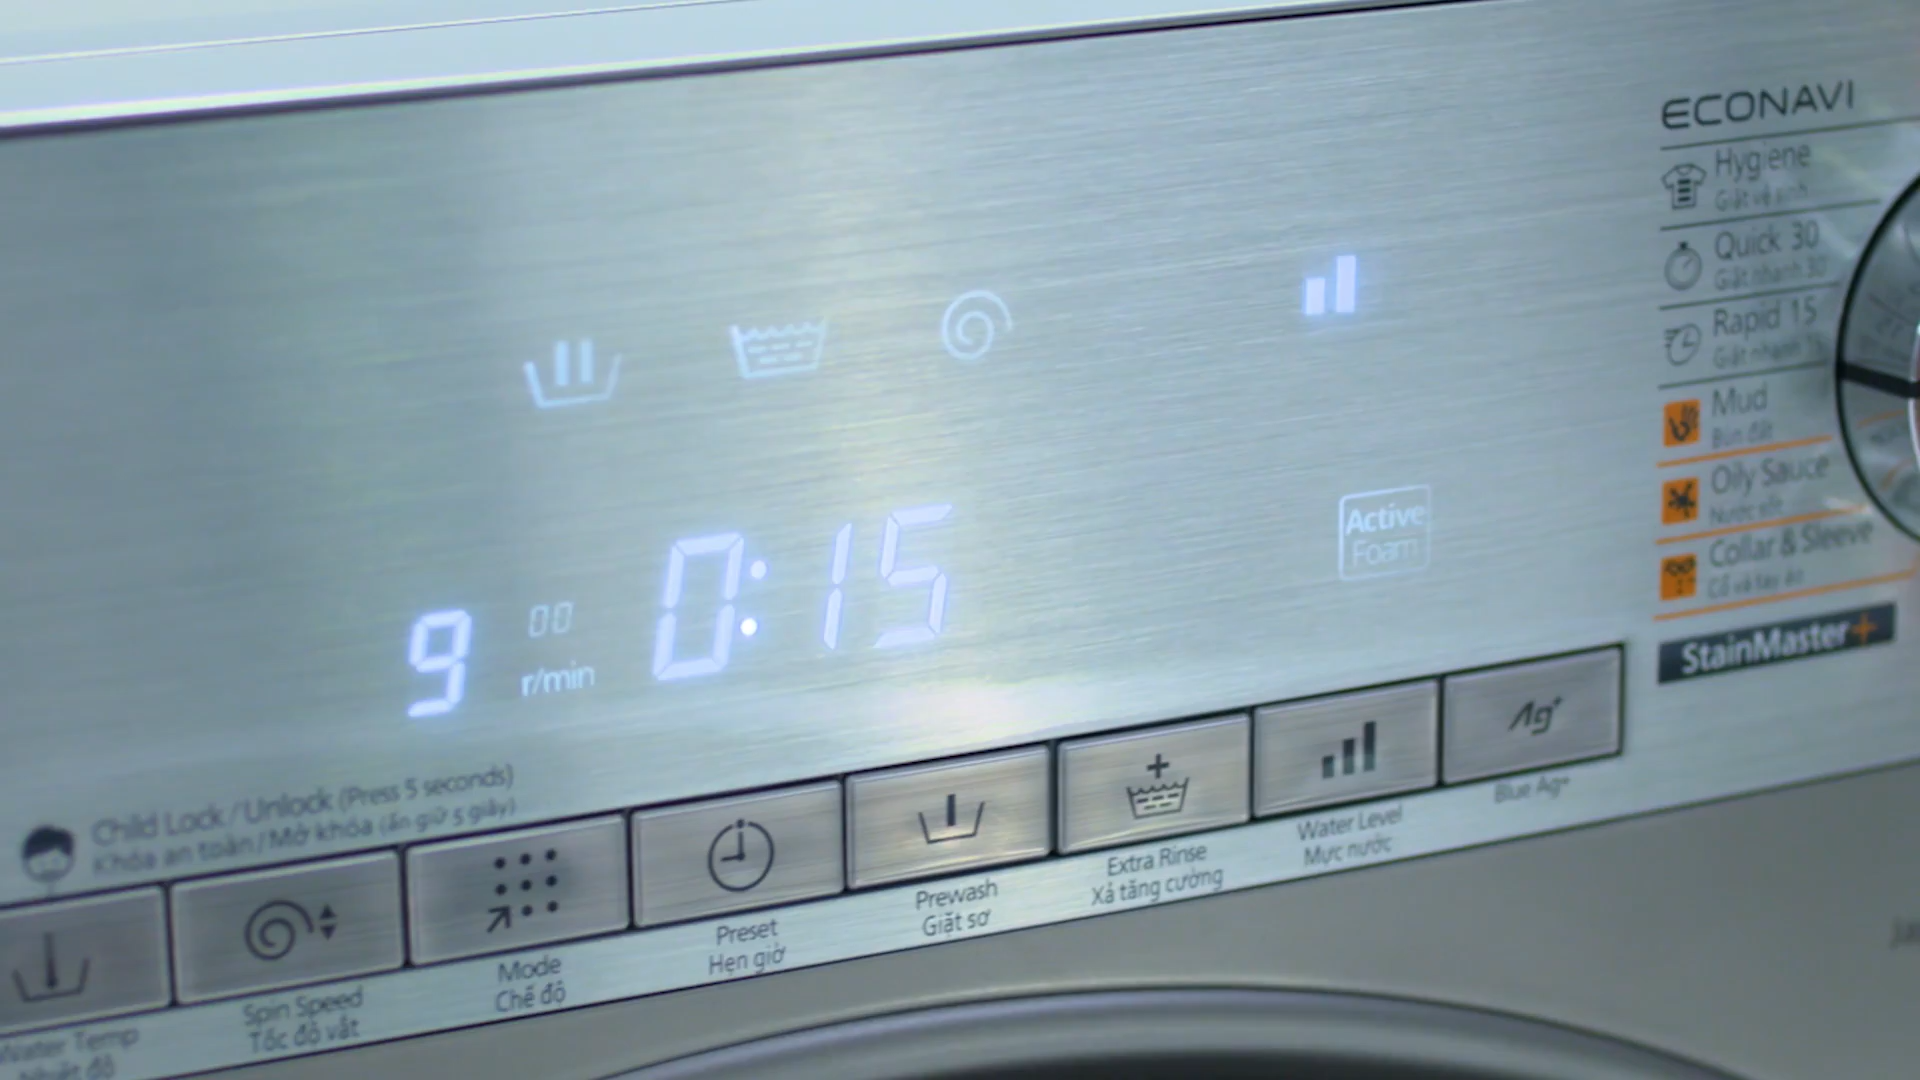 ECONAVI
Hygiene
Giặt vệ sinh
Quick 30
Giặt nhanh 30
Rapid 15
Giặt nhanh 15
Mud
Bùn đất
Oily Sauce
Nước sốt
Collar & Sleeve
Cổ và tay áo
StainMaster+
Active
Foam
9 00
r/min
0:15
Child Lock / Unlock (Press 5 seconds)
Khóa an toàn / Mở khóa (ấn giữ 5 giây)
Water Temp
Nhiệt độ
Spin Speed
Tốc độ vắt
Mode
Chế độ
Preset
Hẹn giờ
Prewash
Giặt sơ
Extra Rinse
Xả tăng cường
Water Level
Mực nước
Ag+
Blue Ag+